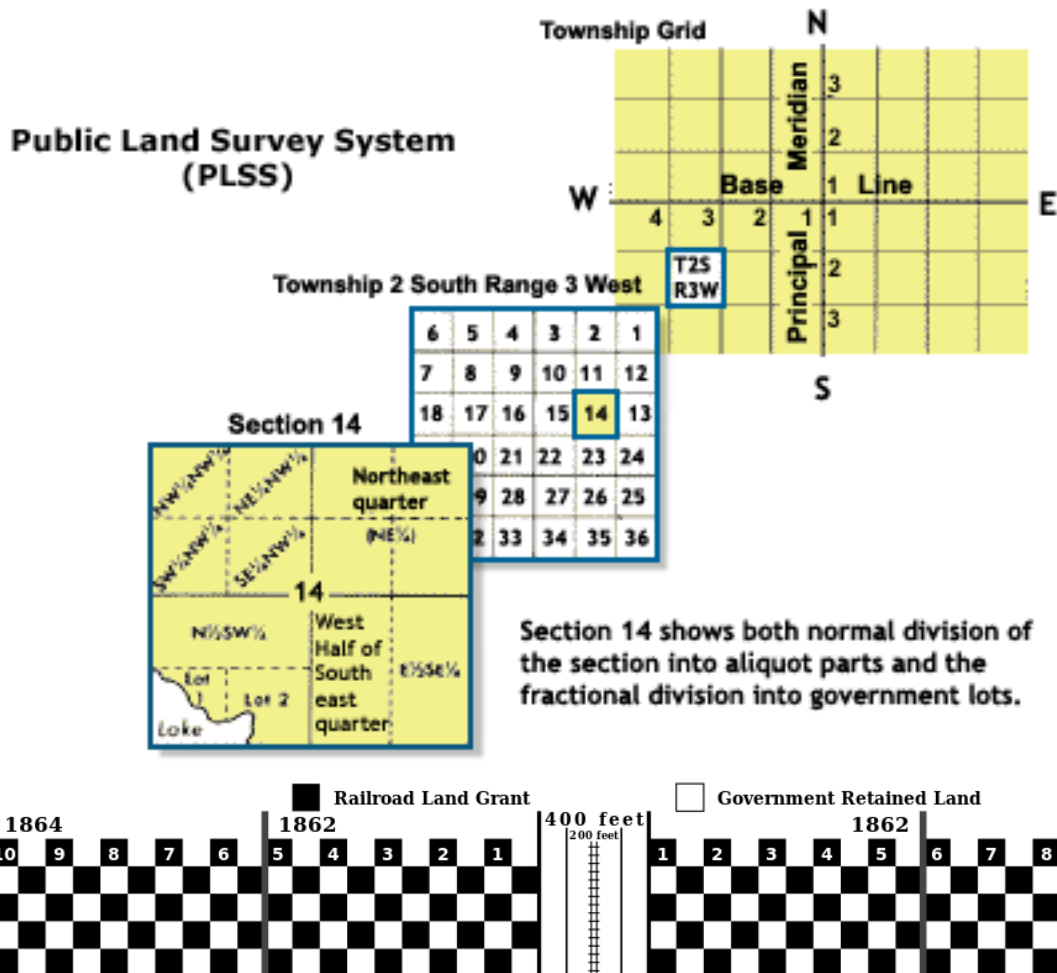 Township Grid
N
Public Land Survey System
(PLSS)
Meridian
3
2
Base
1
Line
W
E
4
3
2
1
1
T2S
R3W
Principal
2
3
S
Township 2 South Range 3 West
6 5 4 3 2 1
7 8 9 10 11 12
18 17 16 15 14 13
0 21 22 23 24
9 28 27 26 25
2 33 34 35 36
Section 14
NW¼NW¼
NE¼NW¼
Northeast
quarter
(NE¼)
SW¼NW¼
SE¼NW¼
14
N½SW¼
West
Half of
South
east
quarter
E½SE¼
Lot
1
Lot 2
Lake
Section 14 shows both normal division of
the section into aliquot parts and the
fractional division into government lots.
Railroad Land Grant
Government Retained Land
1864
1862
400 feet
200 feet
1862
10 9 8 7 6 5 4 3 2 1
1 2 3 4 5 6 7 8